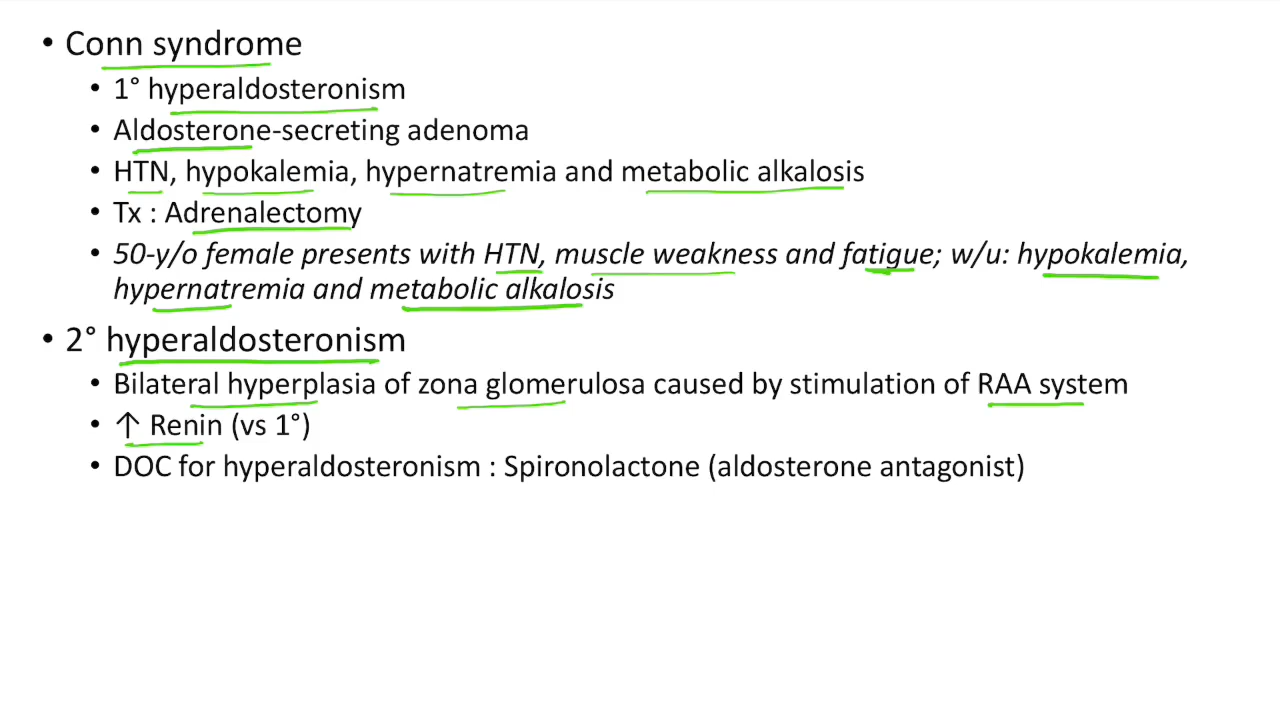 • Conn syndrome
• 1° hyperaldosteronism
• Aldosterone-secreting adenoma
• HTN, hypokalemia, hypernatremia and metabolic alkalosis
• Tx : Adrenalectomy
• 50-y/o female presents with HTN, muscle weakness and fatigue; w/u: hypokalemia,
hypernatremia and metabolic alkalosis
• 2° hyperaldosteronism
• Bilateral hyperplasia of zona glomerulosa caused by stimulation of RAA system
• ↑ Renin (vs 1°)
• DOC for hyperaldosteronism : Spironolactone (aldosterone antagonist)